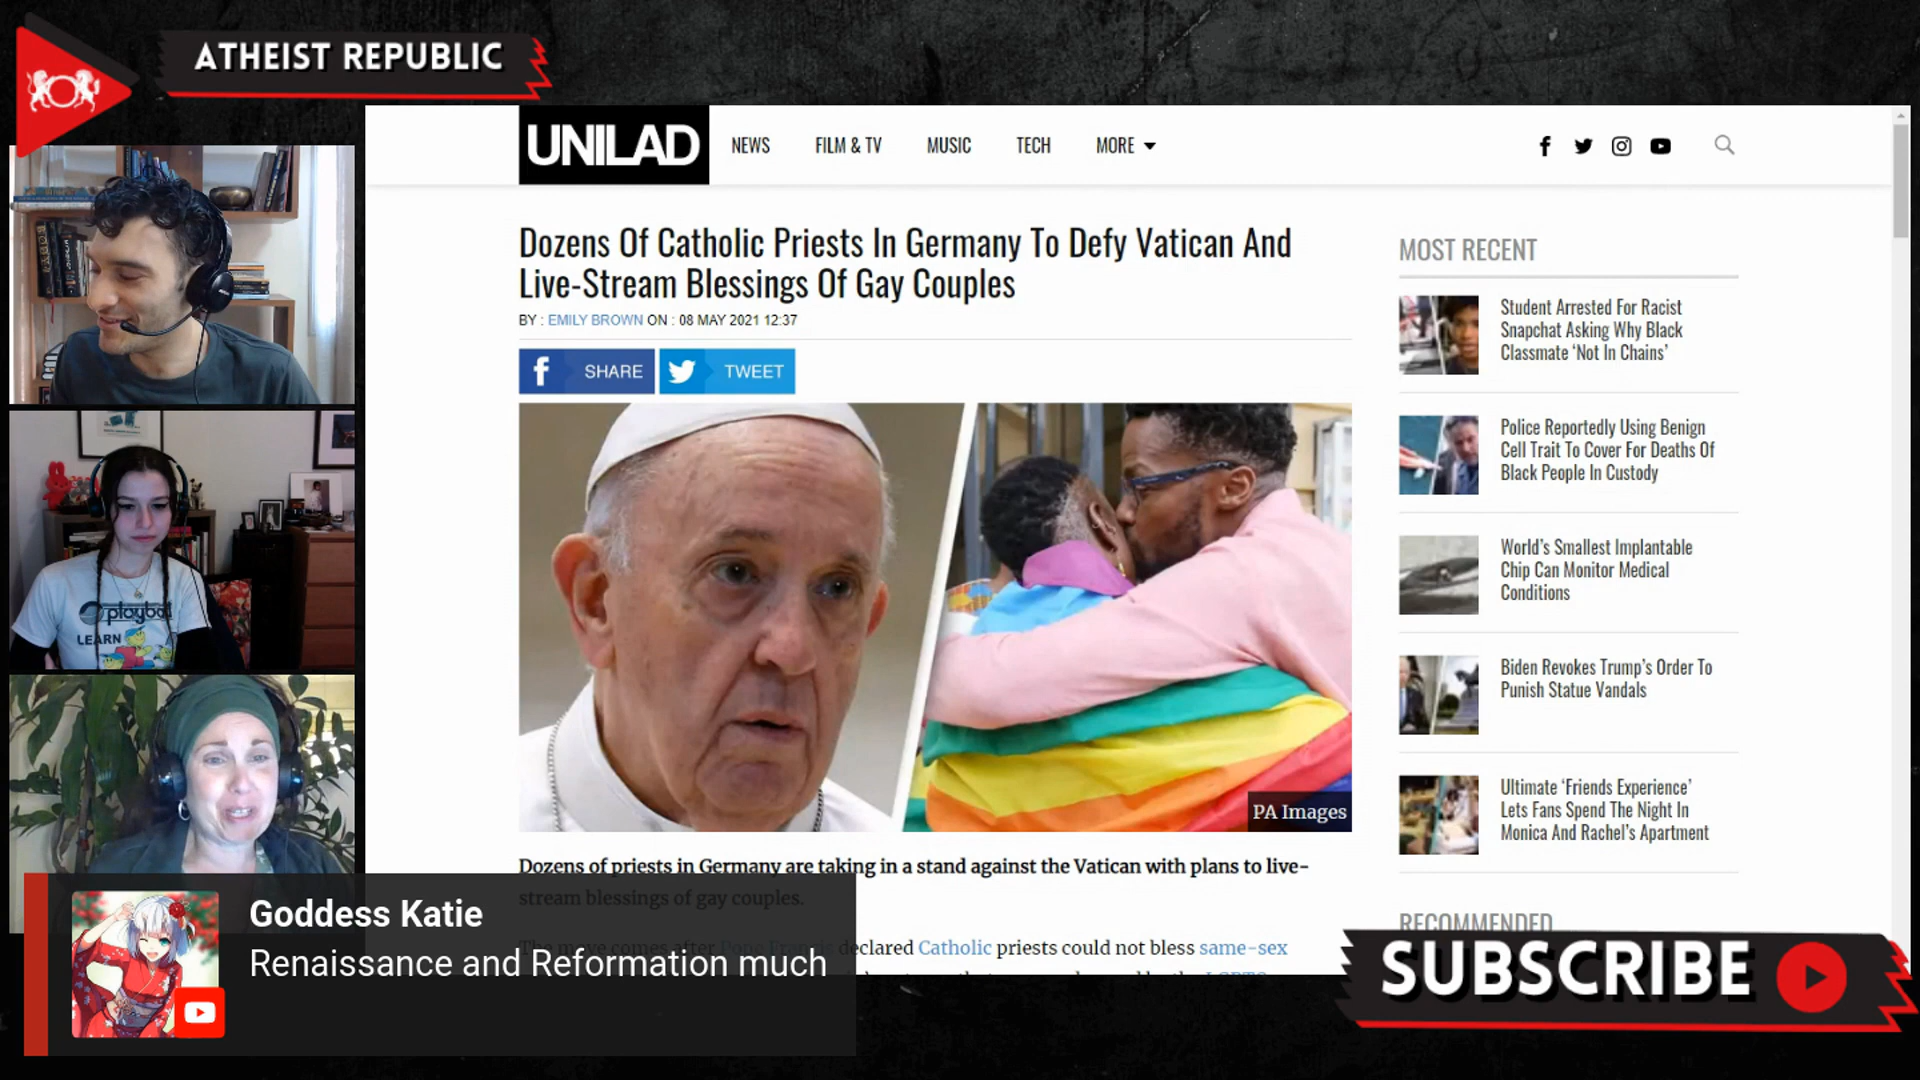 ATHEIST REPUBLIC
UNILAD
NEWS
FILM & TV
MUSIC
TECH
MORE
Dozens Of Catholic Priests In Germany To Defy Vatican And
Live-Stream Blessings Of Gay Couples
BY : EMILY BROWN ON : 08 MAY 2021 12:37
SHARE
TWEET
PA Images
Dozens of priests in Germany are taking in a stand against the Vatican with plans to live-
stream blessings of gay couples.
The move comes after Pope Francis declared Catholic priests could not bless same-sex
MOST RECENT
Student Arrested For Racist
Snapchat Asking Why Black
Classmate ‘Not In Chains’
Police Reportedly Using Benign
Cell Trait To Cover For Deaths Of
Black People In Custody
World’s Smallest Implantable
Chip Can Monitor Medical
Conditions
Biden Revokes Trump’s Order To
Punish Statue Vandals
Ultimate ‘Friends Experience’
Lets Fans Spend The Night In
Monica And Rachel’s Apartment
RECOMMENDED
playball
LEARN
Goddess Katie
Renaissance and Reformation much
SUBSCRIBE